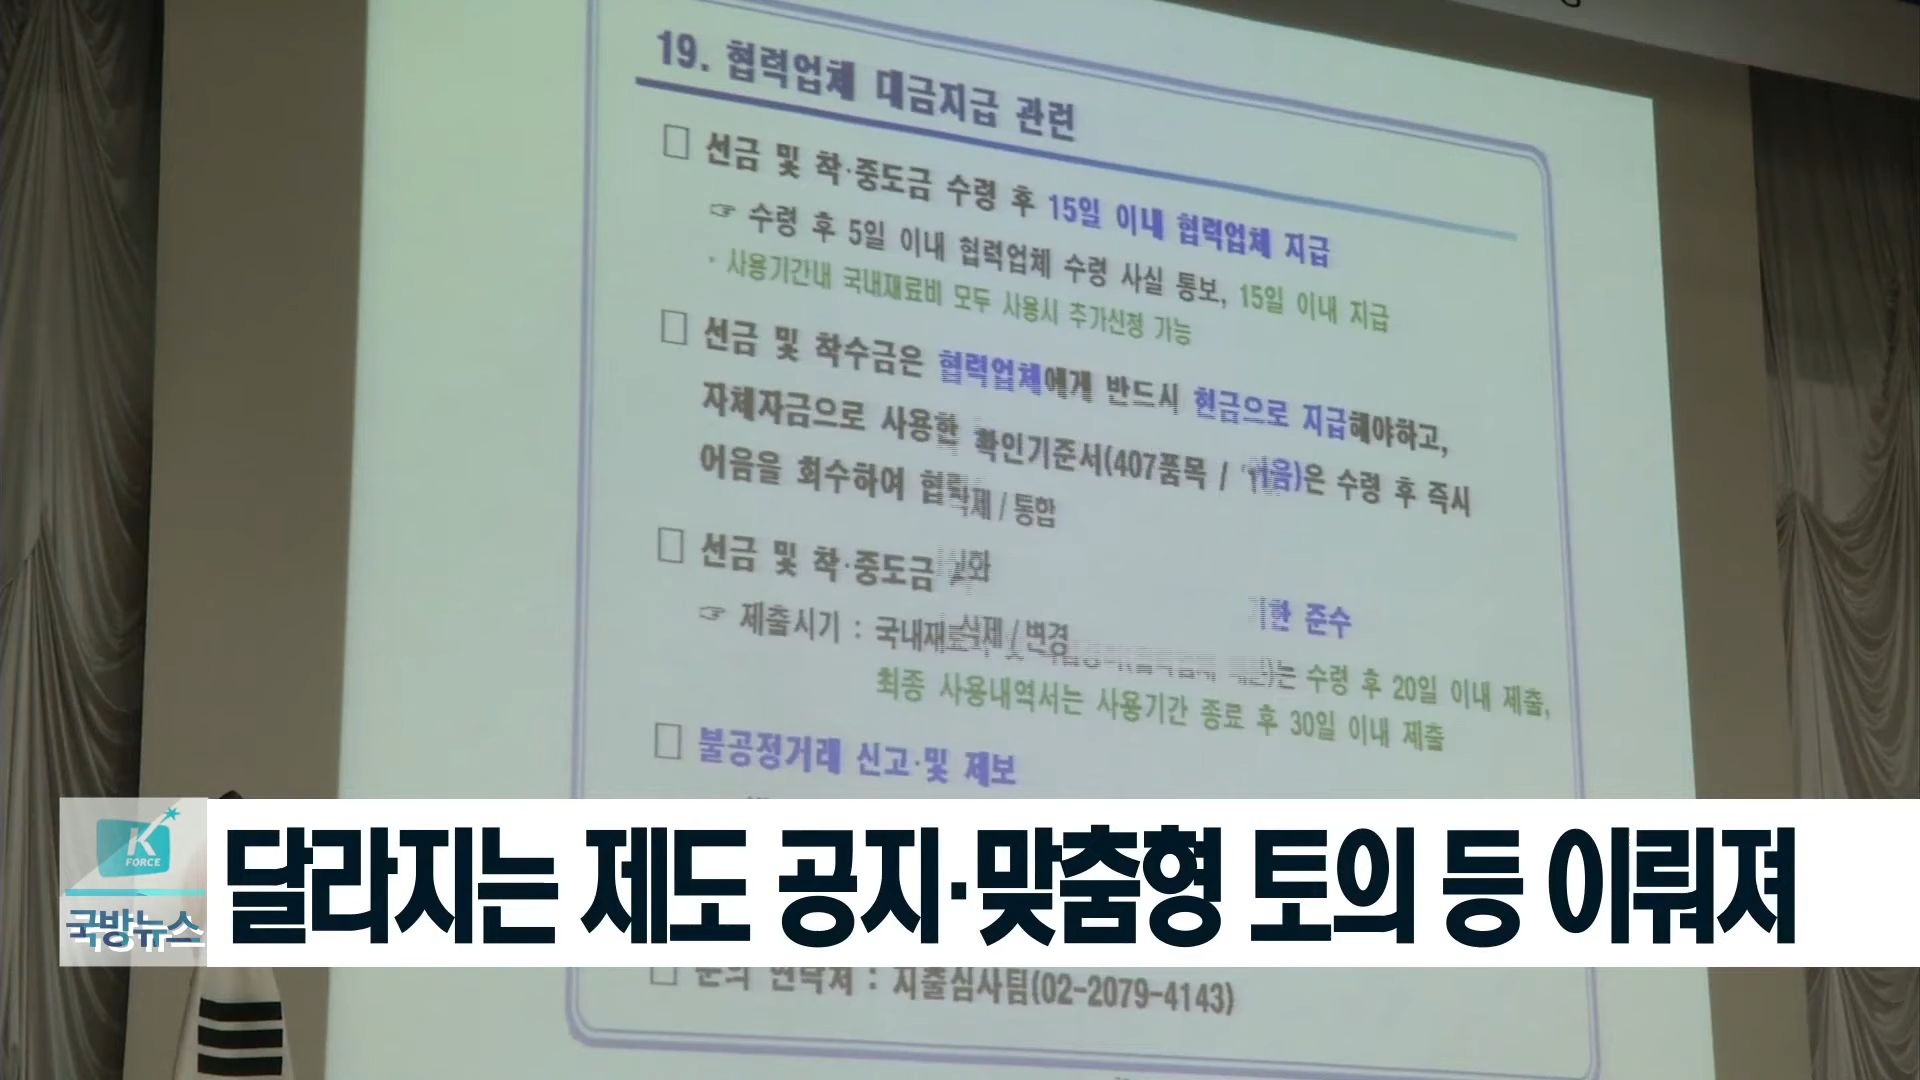 19. 협력업체 대금지급 관련
□ 선금 및 착·중도금 수령 후 15일 이내 협력업체 지급
☞ 수령 후 5일 이내 협력업체 수령 사실 통보, 15일 이내 지급
· 사용기간내 국내재료비 모두 사용시 추가신청 가능
□ 선금 및 착수금은 협력업체에게 반드시 현금으로 지급해야하고,
자체자금으로 사용한 확인기준서(407품목 / 은 수령 후 즉시
어음을 회수하여 / 통합
□ 선금 및 착·중도금 준수
☞ 제출시기 : / 변경 는 수령 후 20일 이내 제출,
최종 사용내역서는 사용기간 종료 후 30일 이내 제출
□ 불공정거래 신고·및 제보
K
FORCE
국방뉴스
달라지는 제도 공지·맞춤형 토의 등 이뤄져
□ 문의 연락처 : 지출심사팀(02-2079-4143)